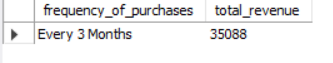 frequency_of_purchases total_revenue
Every 3 Months 35088